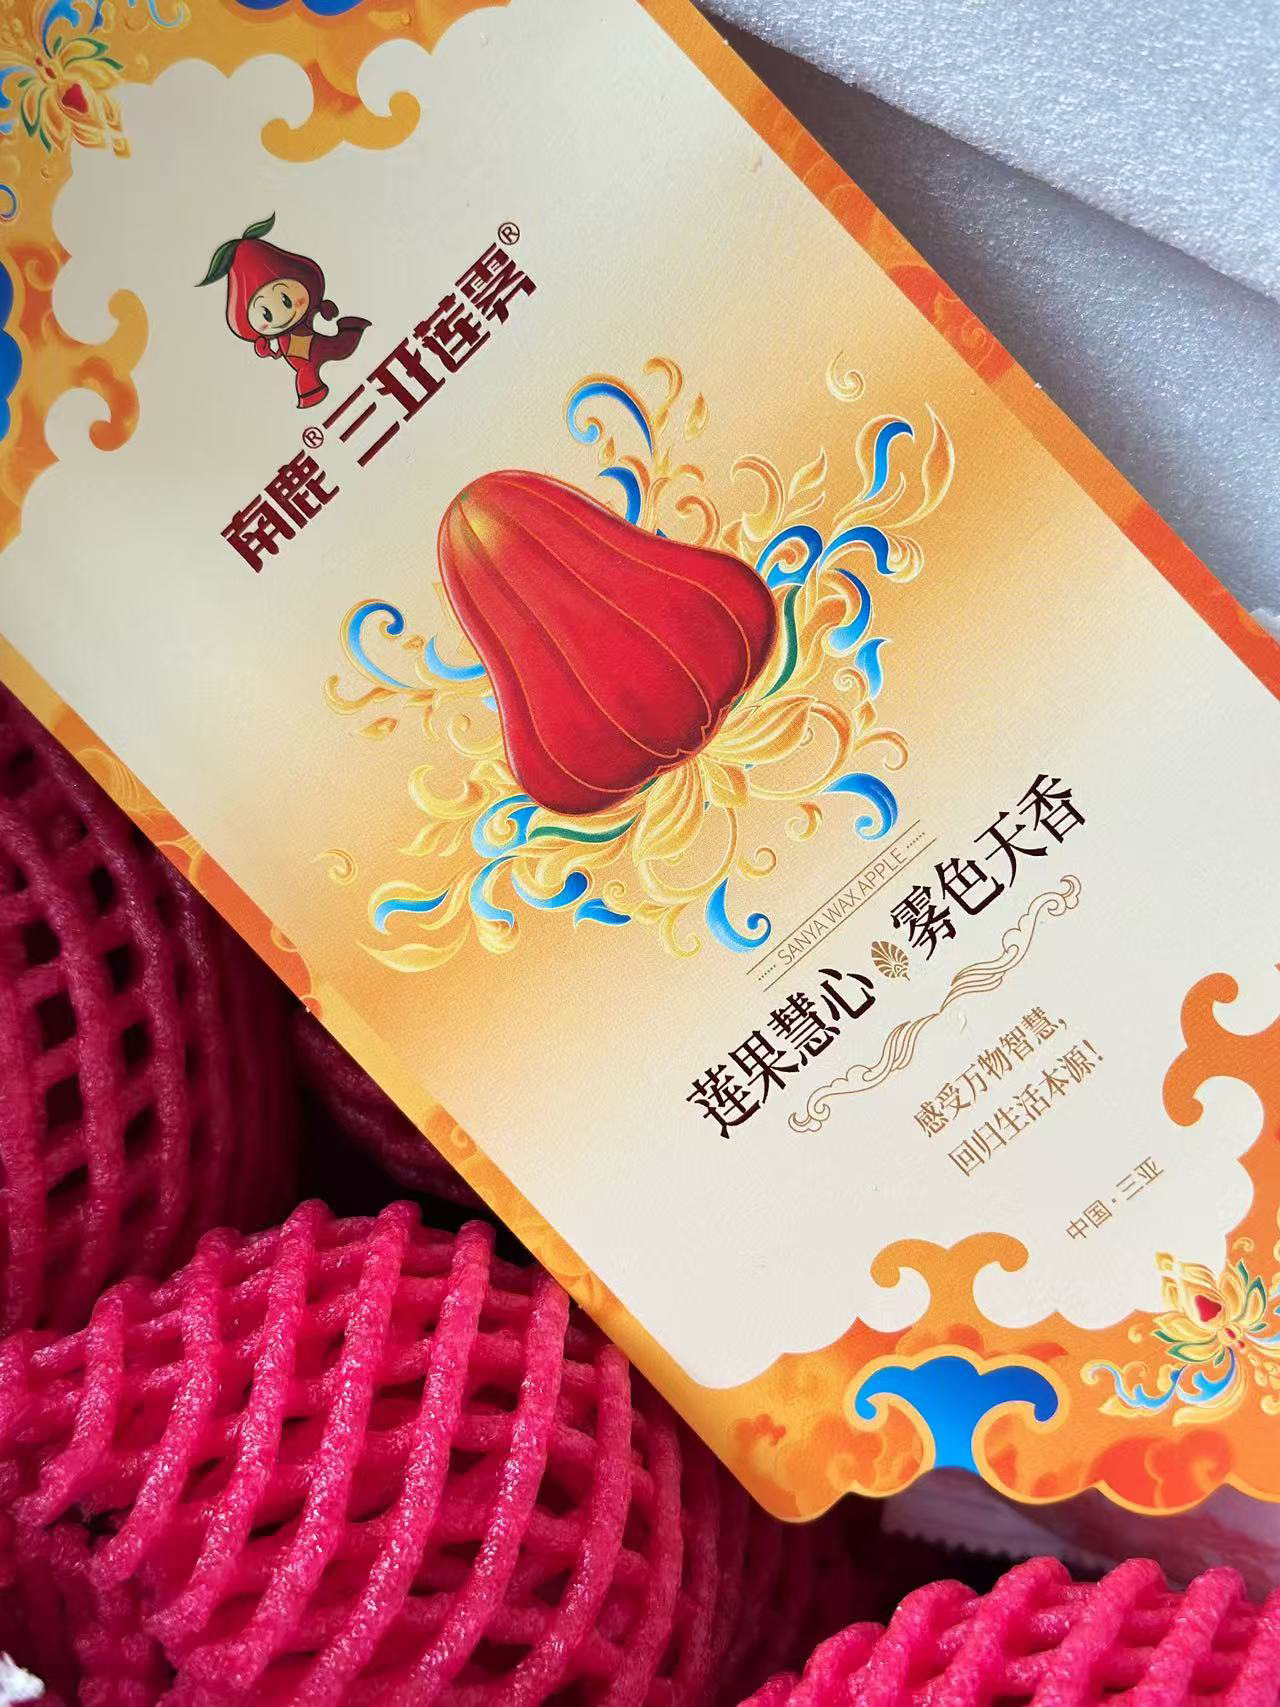 南鹿®三亚莲雾®
SANYA WAX APPLE
莲果慧心 雾色天香
感受万物智慧，
回归生活本源！
中国·三亚